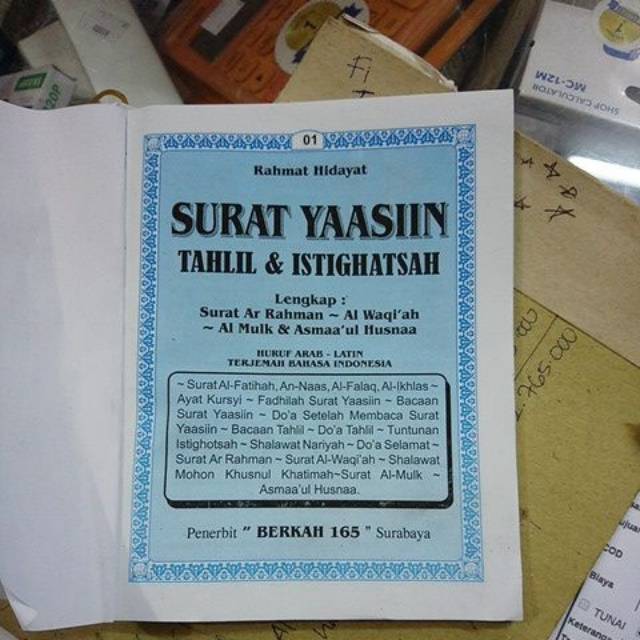 01
Rahmat Hidayat
SURAT YAASIIN
TAHLIL & ISTIGHATSAH
Lengkap :
Surat Ar Rahman ~ Al Waqi'ah
~ Al Mulk & Asmaa'ul Husnaa
HURUF ARAB - LATIN
TERJEMAH BAHASA INDONESIA
~ Surat Al-Fatihah, An-Naas, Al-Falaq, Al-Ikhlas ~
Ayat Kursyi ~ Fadhilah Surat Yaasiin ~ Bacaan
Surat Yaasiin ~ Do'a Setelah Membaca Surat
Yaasiin ~ Bacaan Tahlil ~ Do'a Tahlil ~ Tuntunan
Istighotsah ~ Shalawat Nariyah ~ Do'a Selamat ~
Surat Ar Rahman ~ Surat Al-Waqi'ah ~ Shalawat
Mohon Khusnul Khatimah~Surat Al-Mulk ~
Asmaa'ul Husnaa.
Penerbit " BERKAH 165 " Surabaya
SHOP CALCULATOR
MC-12M
1
1
765.000
COD
Biaya
TUNAI